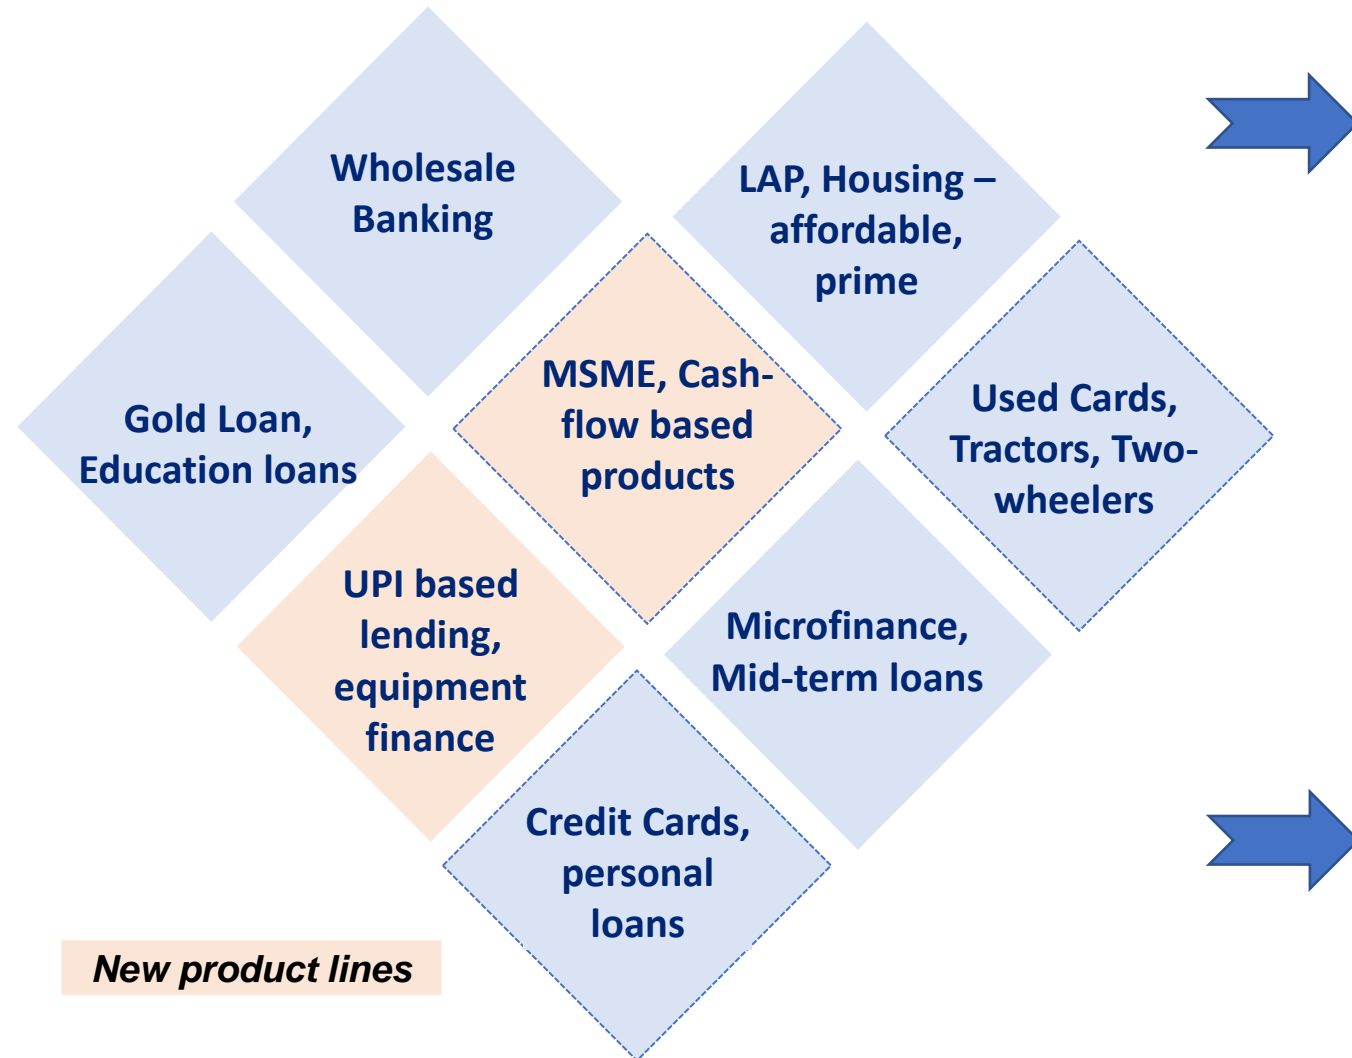 Wholesale
Banking
LAP, Housing –
affordable,
prime
Gold Loan,
Education loans
MSME, Cash-
flow based
products
Used Cards,
Tractors, Two-
wheelers
UPI based
lending,
equipment
finance
Microfinance,
Mid-term loans
Credit Cards,
personal
loans
New product lines